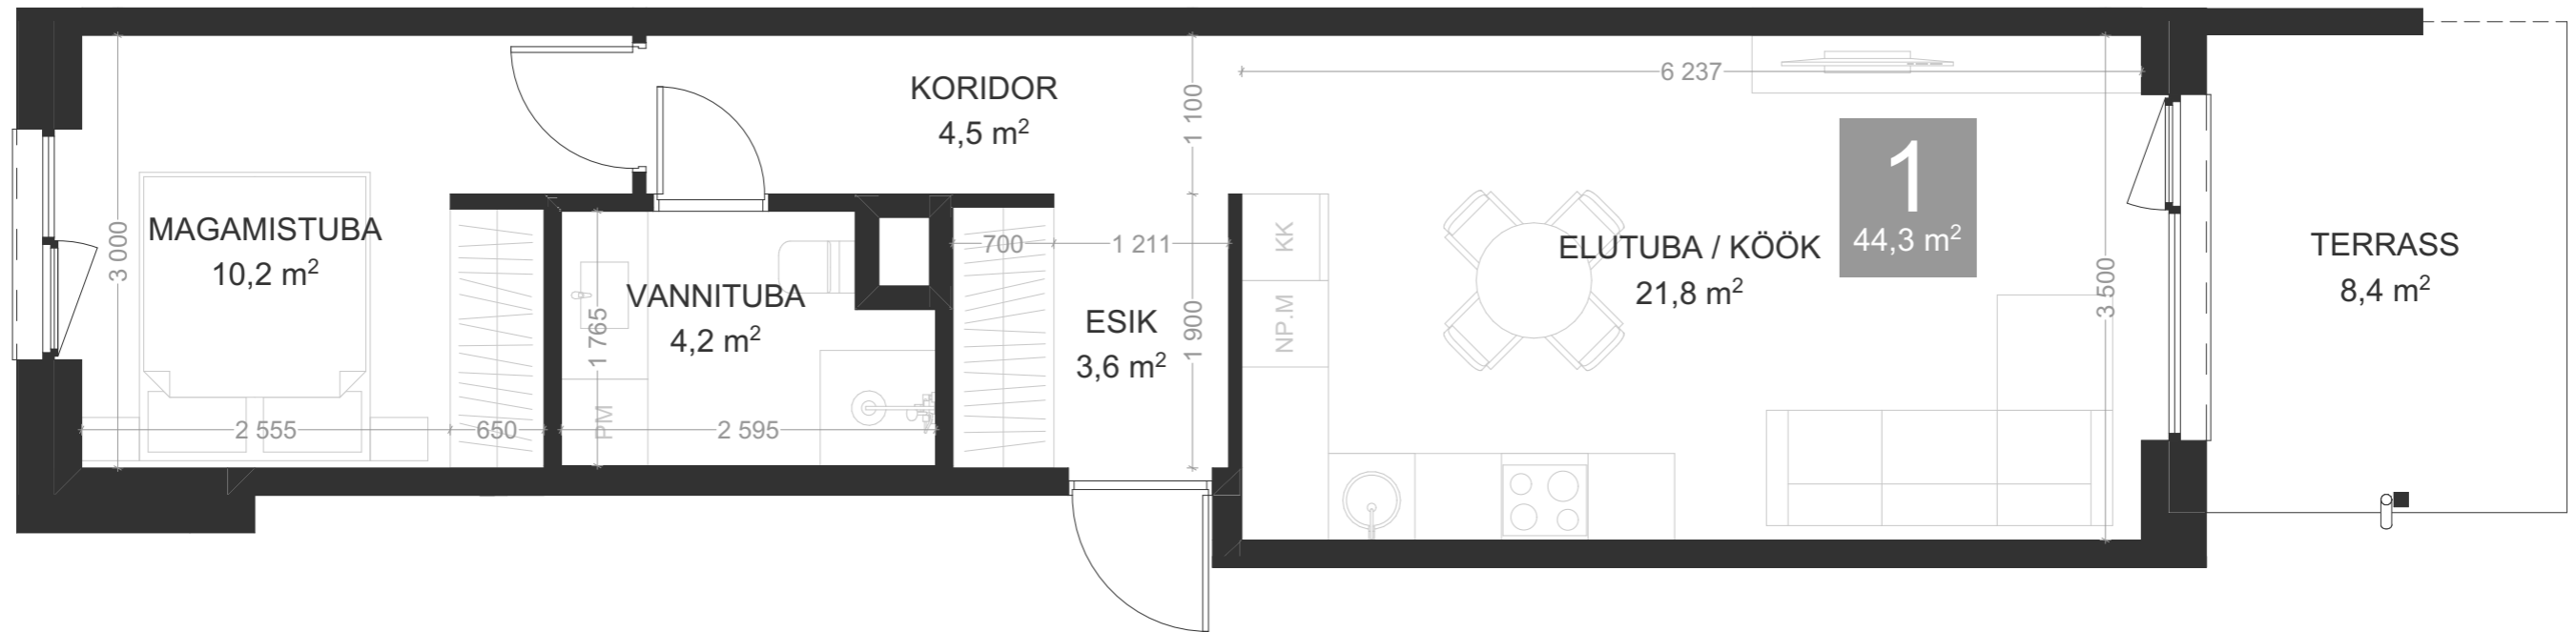 KORIDOR
4,5 m²
1 100
6 237
1
44,3 m²
MAGAMISTUBA
10,2 m²
3 000
2 555
650
VANNITUBA
4,2 m²
1 765
PM
2 595
700
1 211
ESIK
3,6 m²
1 900
KK
NP.M
ELUTUBA / KÖÖK
21,8 m²
3 500
TERRASS
8,4 m²